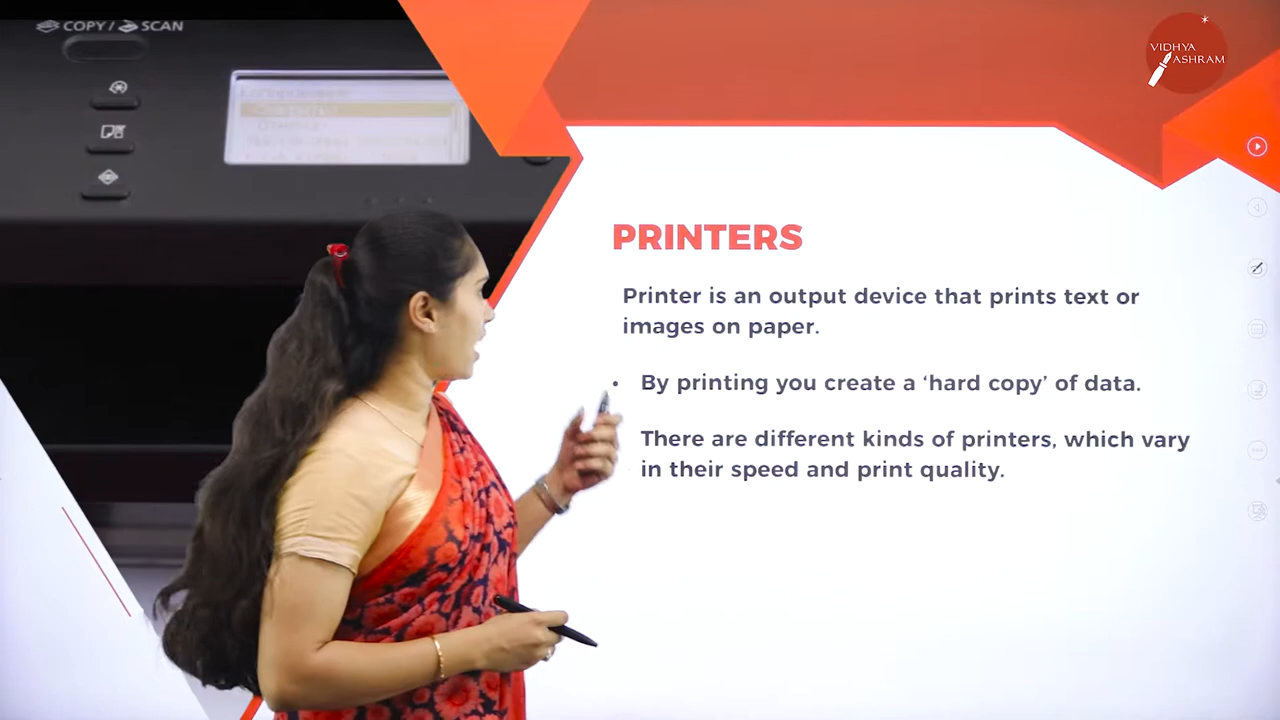 COPY / SCAN
VIDHYA
ASHRAM
PRINTERS
Printer is an output device that prints text or
images on paper.
• By printing you create a ‘hard copy’ of data.
There are different kinds of printers, which vary
in their speed and print quality.